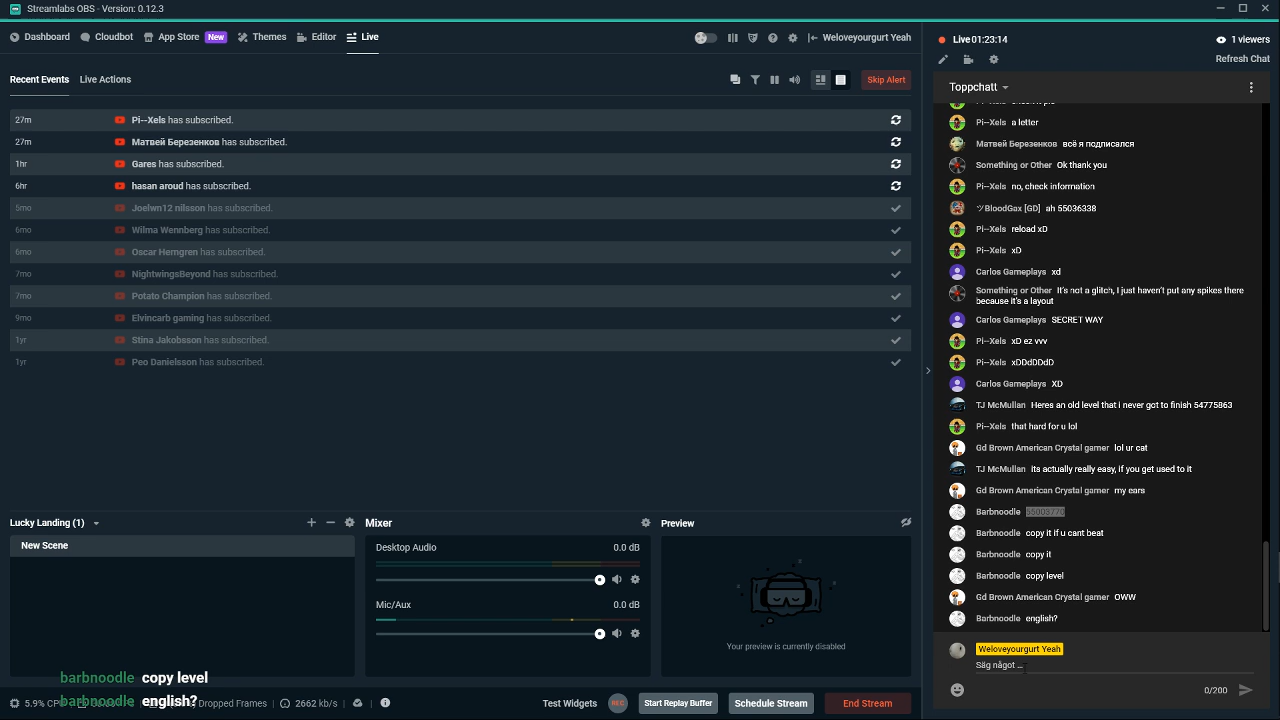 Streamlabs OBS - Version: 0.12.3
Dashboard Cloudbot App Store New Themes Editor Live Weloveyourgurt Yeah
Recent Events Live Actions Skip Alert
27m Pi--Xels has subscribed.
27m Матвей Березенков has subscribed.
1hr Gares has subscribed.
6hr hasan aroud has subscribed.
5mo Joelwn12 nilsson has subscribed.
6mo Wilma Wennberg has subscribed.
6mo Oscar Herngren has subscribed.
7mo NightwingsBeyond has subscribed.
7mo Potato Champion has subscribed.
9mo Elvincarb gaming has subscribed.
1yr Stina Jakobsson has subscribed.
1yr Peo Danielsson has subscribed.
Lucky Landing (1)
New Scene
Mixer
Desktop Audio 0.0 dB
Mic/Aux 0.0 dB
Preview
Your preview is currently disabled
barbnoodle copy level
barbnoodle english?
5.9% CPU Dropped Frames 2662 kb/s Test Widgets REC Start Replay Buffer Schedule Stream End Stream
Live 01:23:14 1 viewers
Refresh Chat
Toppchatt
Pi--Xels
Pi--Xels a letter
Матвей Березенков всё я подписался
Something or Other Ok thank you
Pi--Xels no, check information
ツBloodGax [GD] ah 55036338
Pi--Xels reload xD
Pi--Xels xD
Carlos Gameplays xd
Something or Other It's not a glitch, I just haven't put any spikes there
because it's a layout
Carlos Gameplays SECRET WAY
Pi--Xels xD ez vvv
Pi--Xels xDDdDDdD
Carlos Gameplays XD
TJ McMullan Heres an old level that i never got to finish 54775863
Pi--Xels that hard for u lol
Gd Brown American Crystal gamer lol ur cat
TJ McMullan its actually really easy, if you get used to it
Gd Brown American Crystal gamer my ears
Barbnoodle 55003770
Barbnoodle copy it if u cant beat
Barbnoodle copy it
Barbnoodle copy level
Gd Brown American Crystal gamer OWW
Barbnoodle english?
Weloveyourgurt Yeah
Säg något ...
0/200